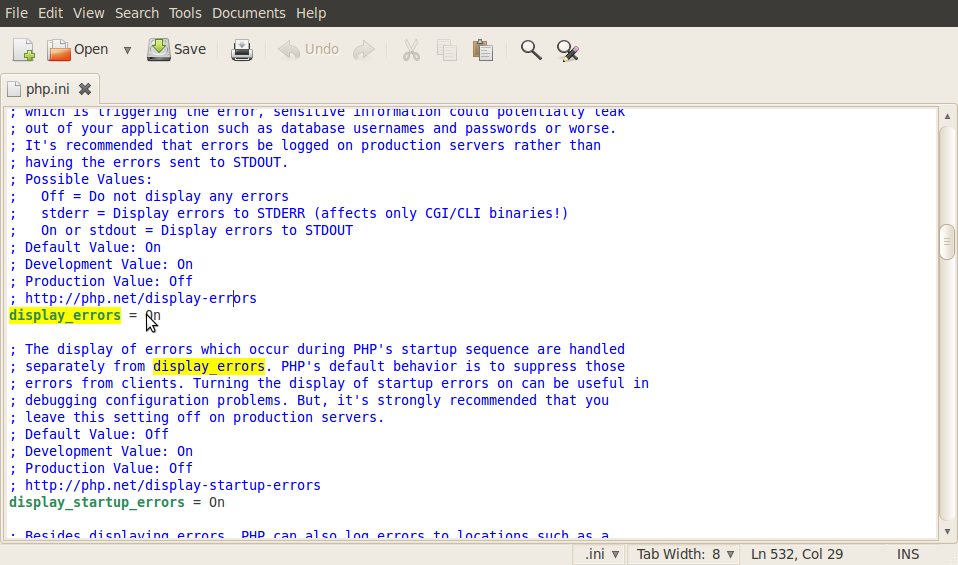 File Edit View Search Tools Documents Help
Open Save Undo
php.ini
; which is triggering the error, sensitive information could potentially leak
; out of your application such as database usernames and passwords or worse.
; It's recommended that errors be logged on production servers rather than
; having the errors sent to STDOUT.
; Possible Values:
;   Off = Do not display any errors
;   stderr = Display errors to STDERR (affects only CGI/CLI binaries!)
;   On or stdout = Display errors to STDOUT
; Default Value: On
; Development Value: On
; Production Value: Off
; http://php.net/display-errors
display_errors = On
; The display of errors which occur during PHP's startup sequence are handled
; separately from display_errors. PHP's default behavior is to suppress those
; errors from clients. Turning the display of startup errors on can be useful in
; debugging configuration problems. But, it's strongly recommended that you
; leave this setting off on production servers.
; Default Value: Off
; Development Value: On
; Production Value: Off
; http://php.net/display-startup-errors
display_startup_errors = On
; Besides displaying errors, PHP can also log errors to locations such as a
.ini Tab Width: 8 Ln 532, Col 29 INS